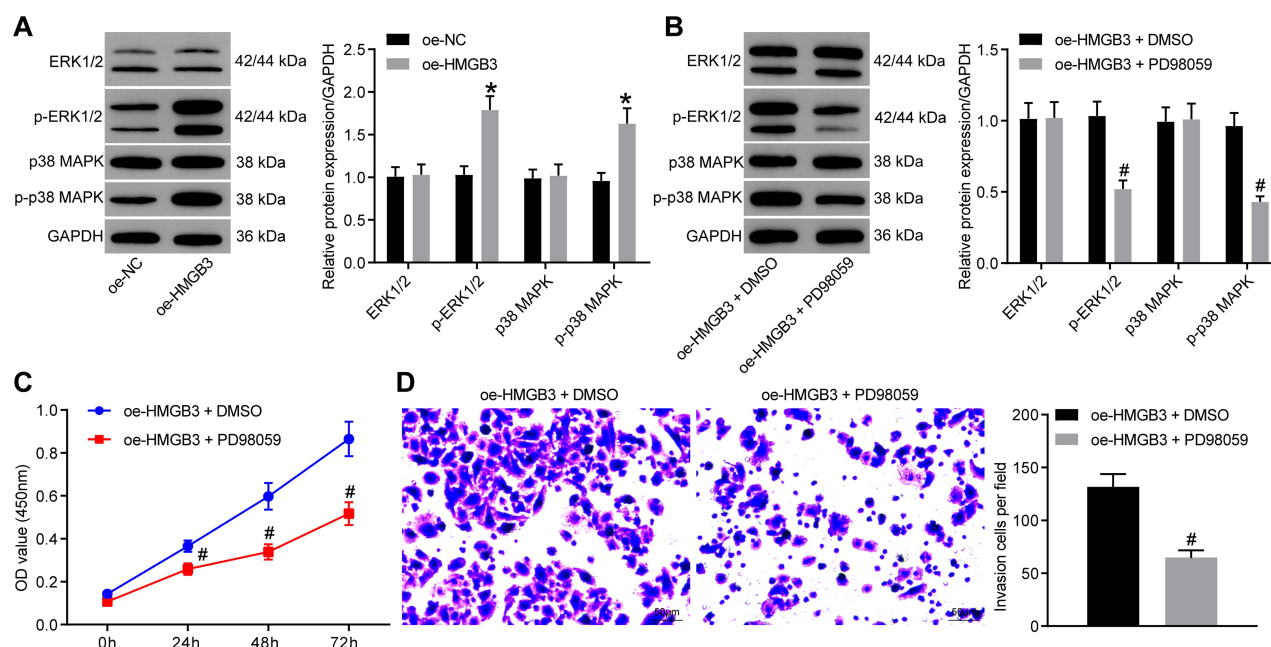 A
ERK1/2
42/44 kDa
p-ERK1/2
42/44 kDa
p38 MAPK
38 kDa
p-p38 MAPK
38 kDa
GAPDH
36 kDa
oe-NC
oe-HMGB3
oe-NC
oe-HMGB3
Relative protein expression/GAPDH
2.5
2.0
1.5
1.0
0.5
0.0
*
*
ERK1/2
p-ERK1/2
p38 MAPK
p-p38 MAPK
B
ERK1/2
42/44 kDa
p-ERK1/2
42/44 kDa
p38 MAPK
38 kDa
p-p38 MAPK
38 kDa
GAPDH
36 kDa
oe-HMGB3 + DMSO
oe-HMGB3 + PD98059
oe-HMGB3 + DMSO
oe-HMGB3 + PD98059
Relative protein expression/GAPDH
1.5
1.0
0.5
0.0
#
#
ERK1/2
p-ERK1/2
p38 MAPK
p-p38 MAPK
C
oe-HMGB3 + DMSO
oe-HMGB3 + PD98059
OD value (450nm)
1.0
0.8
0.6
0.4
0.2
0.0
#
#
#
0h
24h
48h
72h
D
oe-HMGB3 + DMSO
oe-HMGB3 + PD98059
50μm
50μm
oe-HMGB3 + DMSO
oe-HMGB3 + PD98059
Invasion cells per field
200
150
100
50
0
#